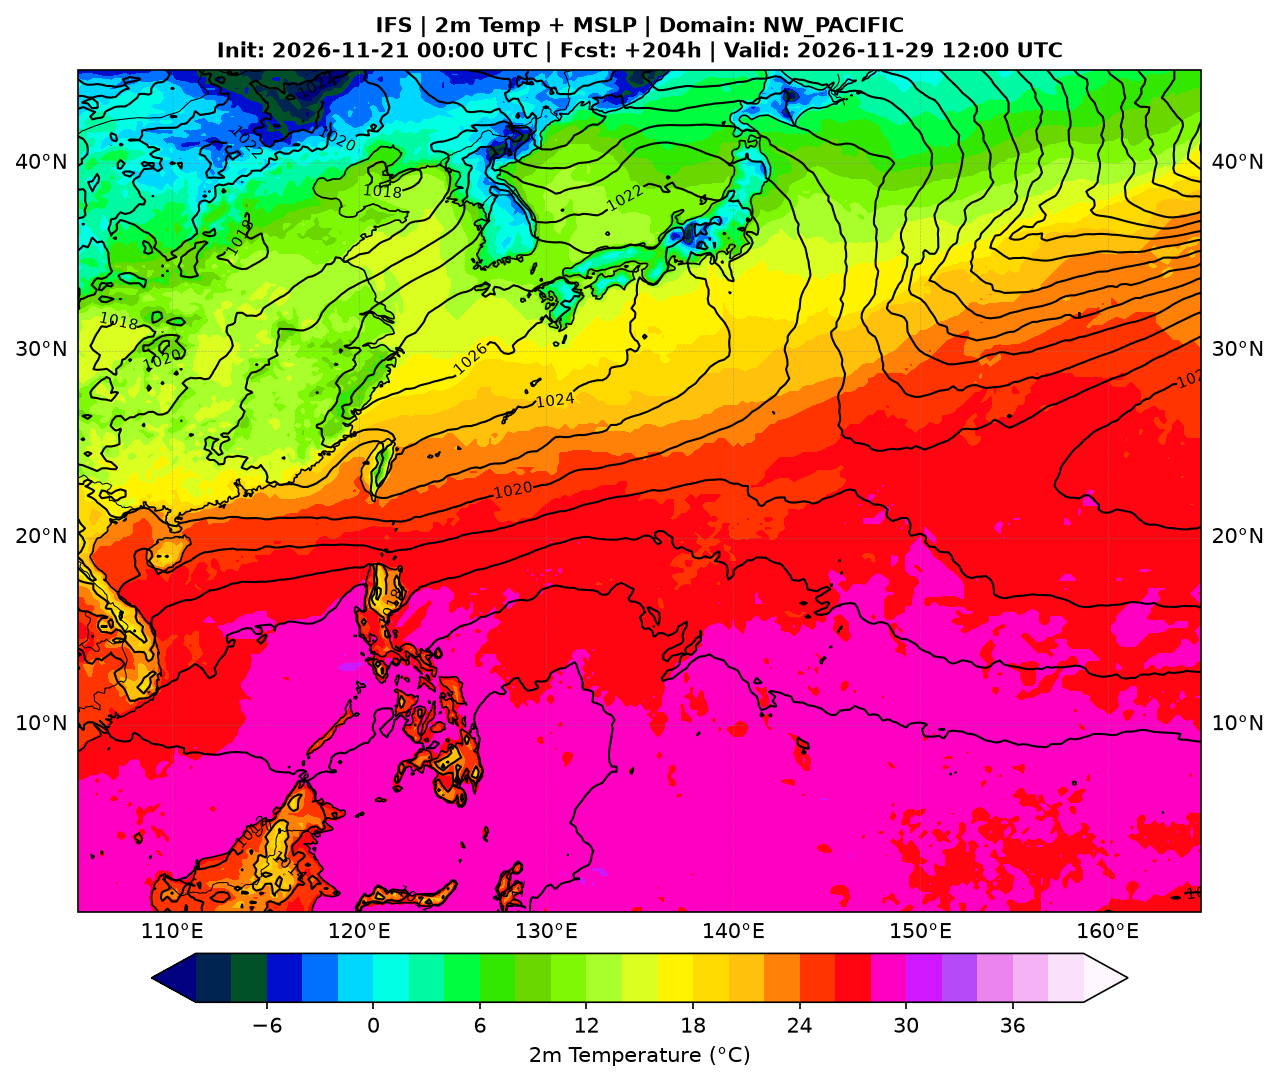 IFS | 2m Temp + MSLP | Domain: NW_PACIFIC
Init: 2026-11-21 00:00 UTC | Fcst: +204h | Valid: 2026-11-29 12:00 UTC
1022
1020
40°N
1018
1022
40°N
1018
1018
1020
30°N
1026
30°N
1024
1020
20°N
20°N
1018
10°N
10°N
110°E 120°E 130°E 140°E 150°E 160°E
−6 0 6 12 18 24 30 36
2m Temperature (°C)